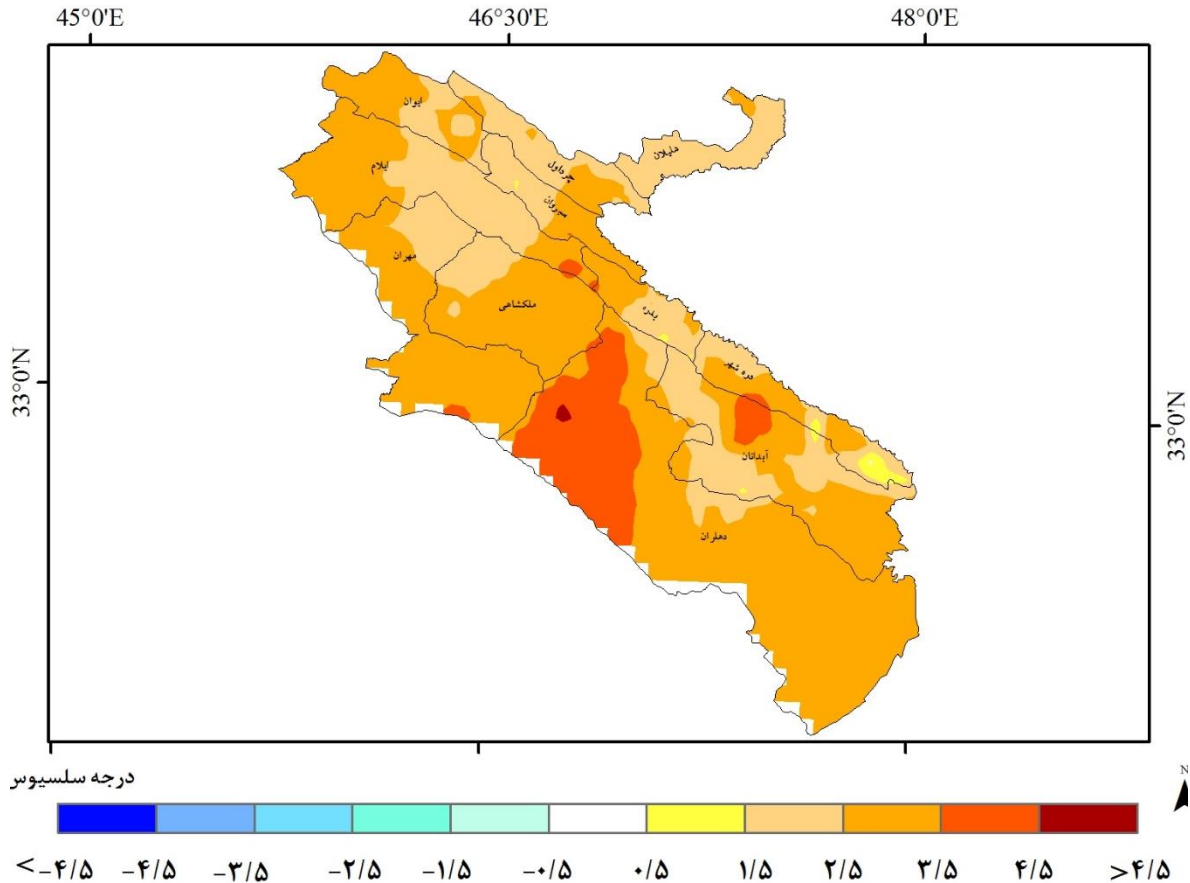 45°0'E 46°30'E 48°0'E
ایوان
هلیلان
ایلام
چرداول
سیروان
مهران
ملکشاهی
بدره
دره شهر
33°0'N
33°0'N
آبدانان
دهلران
درجه سلسیوس
N
<-۴/۵ -۴/۵ -۳/۵ -۲/۵ -۱/۵ -۰/۵ ۰/۵ ۱/۵ ۲/۵ ۳/۵ ۴/۵ >۴/۵